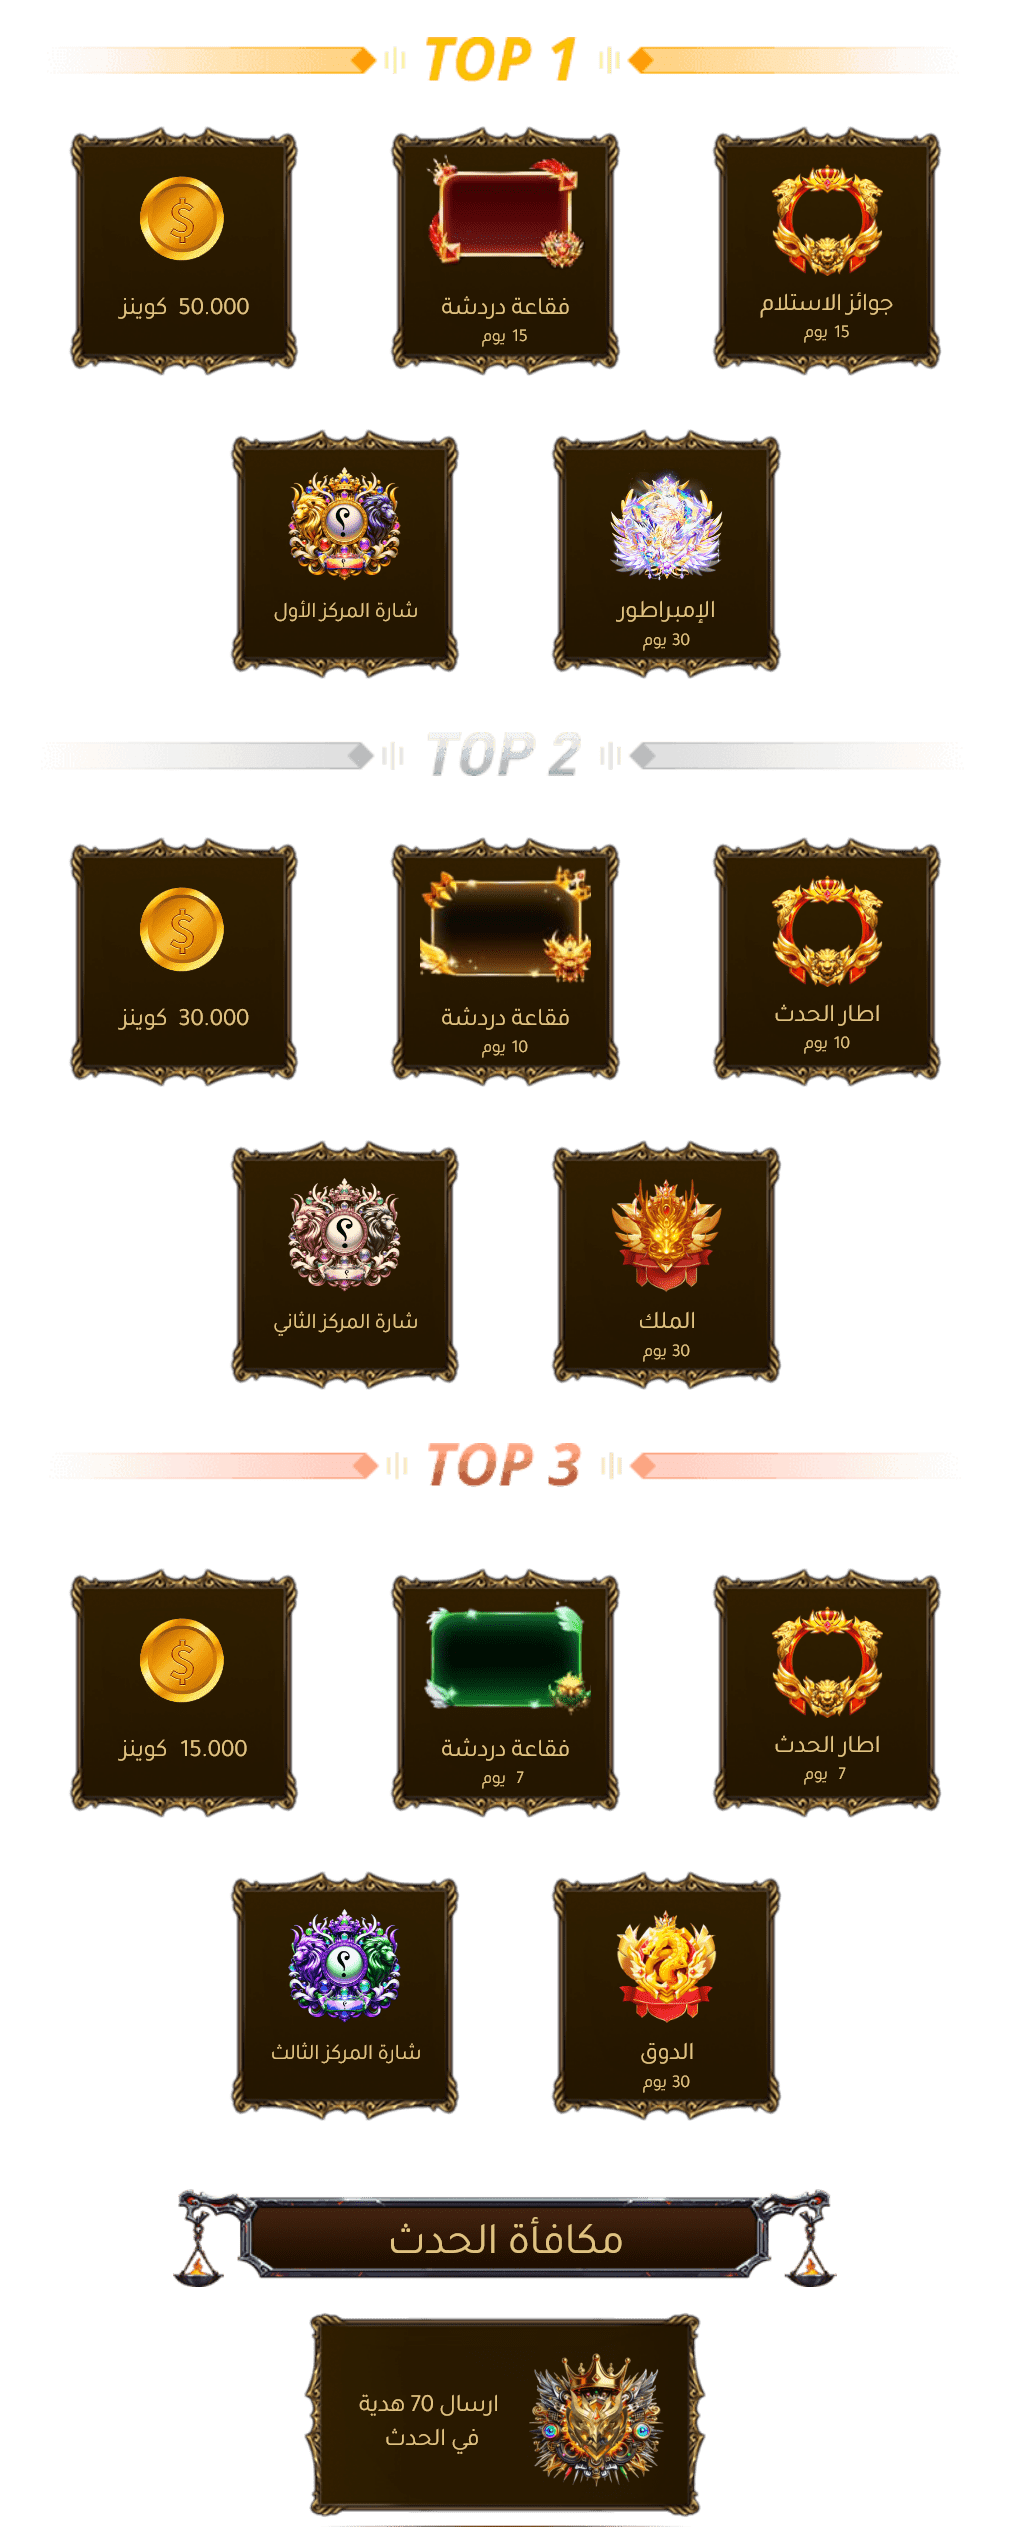 TOP 1
جوائز الاستلام
15 يوم
فقاعة دردشة
15 يوم
50.000 كوينز
الإمبراطور
30 يوم
شارة المركز الأول
TOP 2
اطار الحدث
10 يوم
فقاعة دردشة
10 يوم
30.000 كوينز
الملك
30 يوم
شارة المركز الثاني
TOP 3
اطار الحدث
7 يوم
فقاعة دردشة
7 يوم
15.000 كوينز
الدوق
30 يوم
شارة المركز الثالث
مكافأة الحدث
ارسال 70 هدية
في الحدث